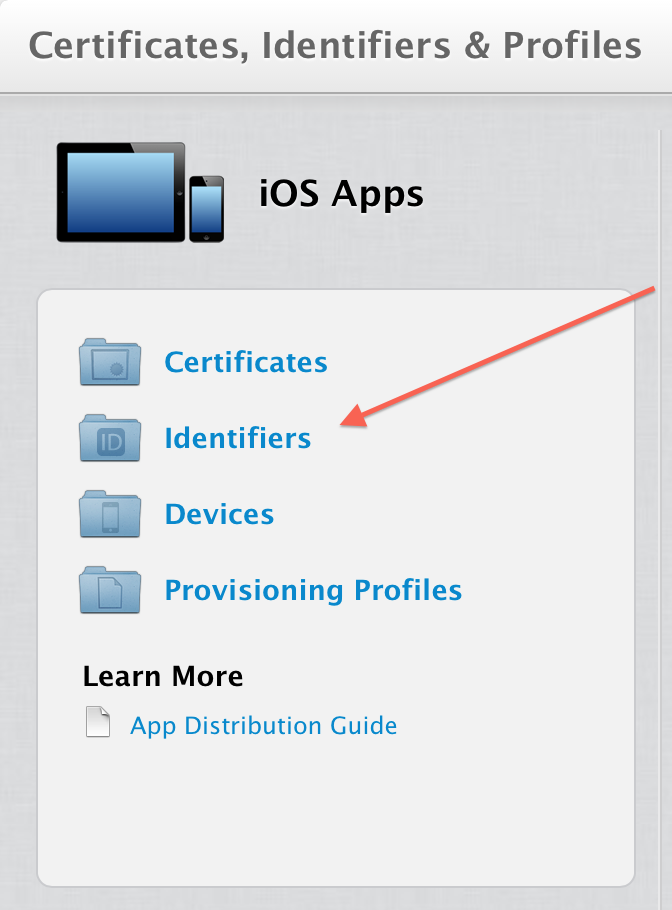 Certificates, Identifiers & Profiles
iOS Apps
Certificates
ID
Identifiers
Devices
Provisioning Profiles
Learn More
App Distribution Guide